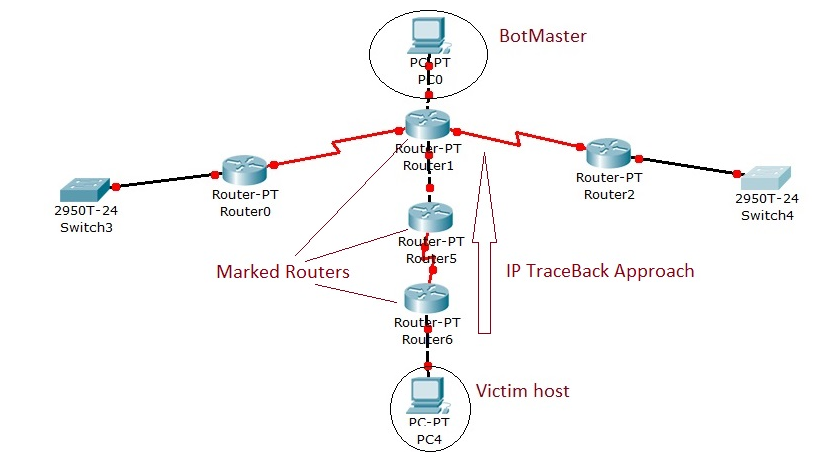 BotMaster
PC-PT
PC0
Router-PT
Router1
Router-PT
Router0
Router-PT
Router2
2950T-24
Switch3
2950T-24
Switch4
Router-PT
Router5
Marked Routers
IP TraceBack Approach
Router-PT
Router6
Victim host
PC-PT
PC4